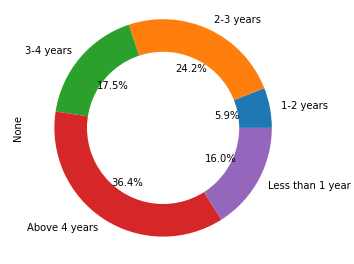 2-3 years
3-4 years
24.2%
17.5%
1-2 years
5.9%
None
16.0%
36.4%
Less than 1 year
Above 4 years